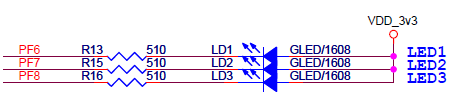 VDD_3v3
PF6 R13 510 LD1 GLED/1608 LED1
PF7 R15 510 LD2 GLED/1608 LED2
PF8 R16 510 LD3 GLED/1608 LED3